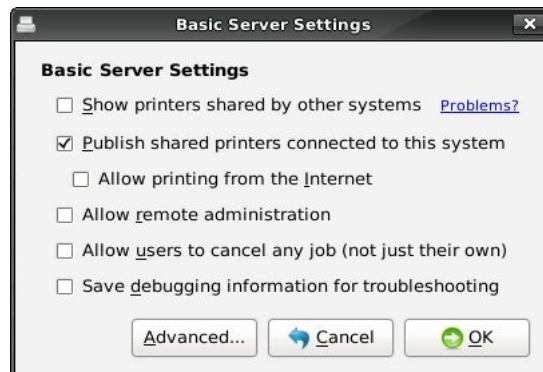 Basic Server Settings
Basic Server Settings
Show printers shared by other systems Problems?
Publish shared printers connected to this system
Allow printing from the Internet
Allow remote administration
Allow users to cancel any job (not just their own)
Save debugging information for troubleshooting
Advanced... Cancel OK